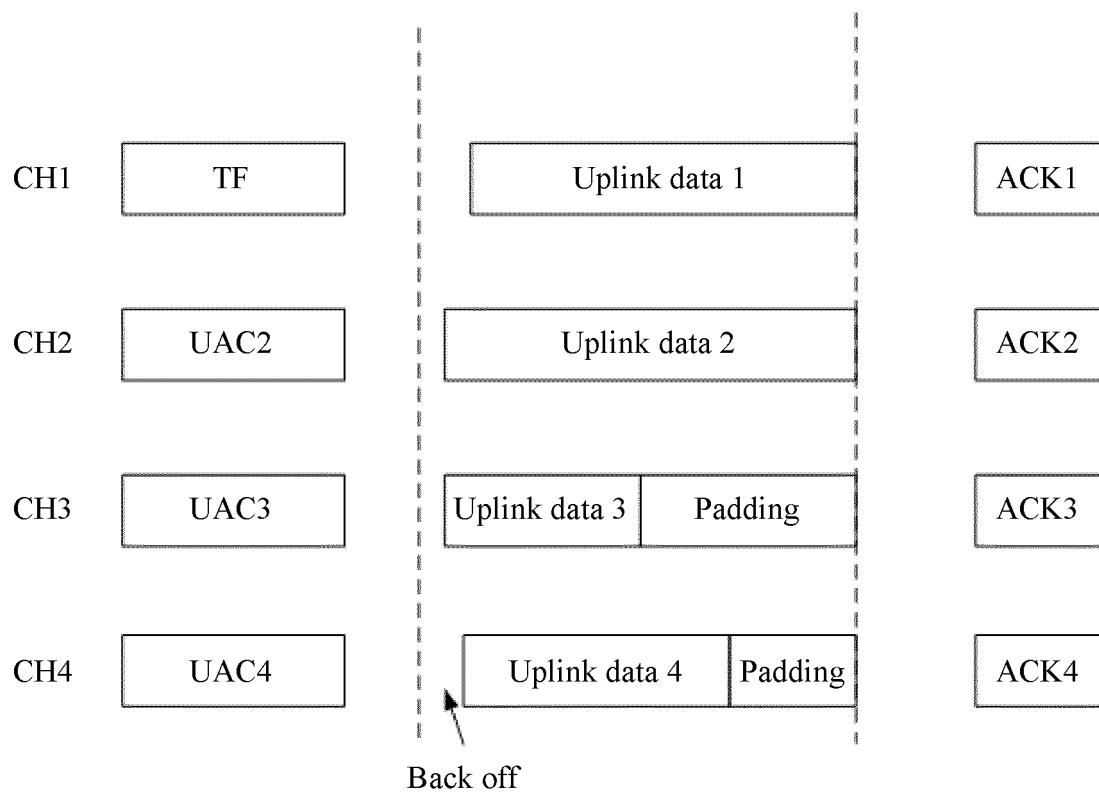 CH1 TF Uplink data 1 ACK1
CH2 UAC2 Uplink data 2 ACK2
CH3 UAC3 Uplink data 3 Padding ACK3
CH4 UAC4 Uplink data 4 Padding ACK4
Back off